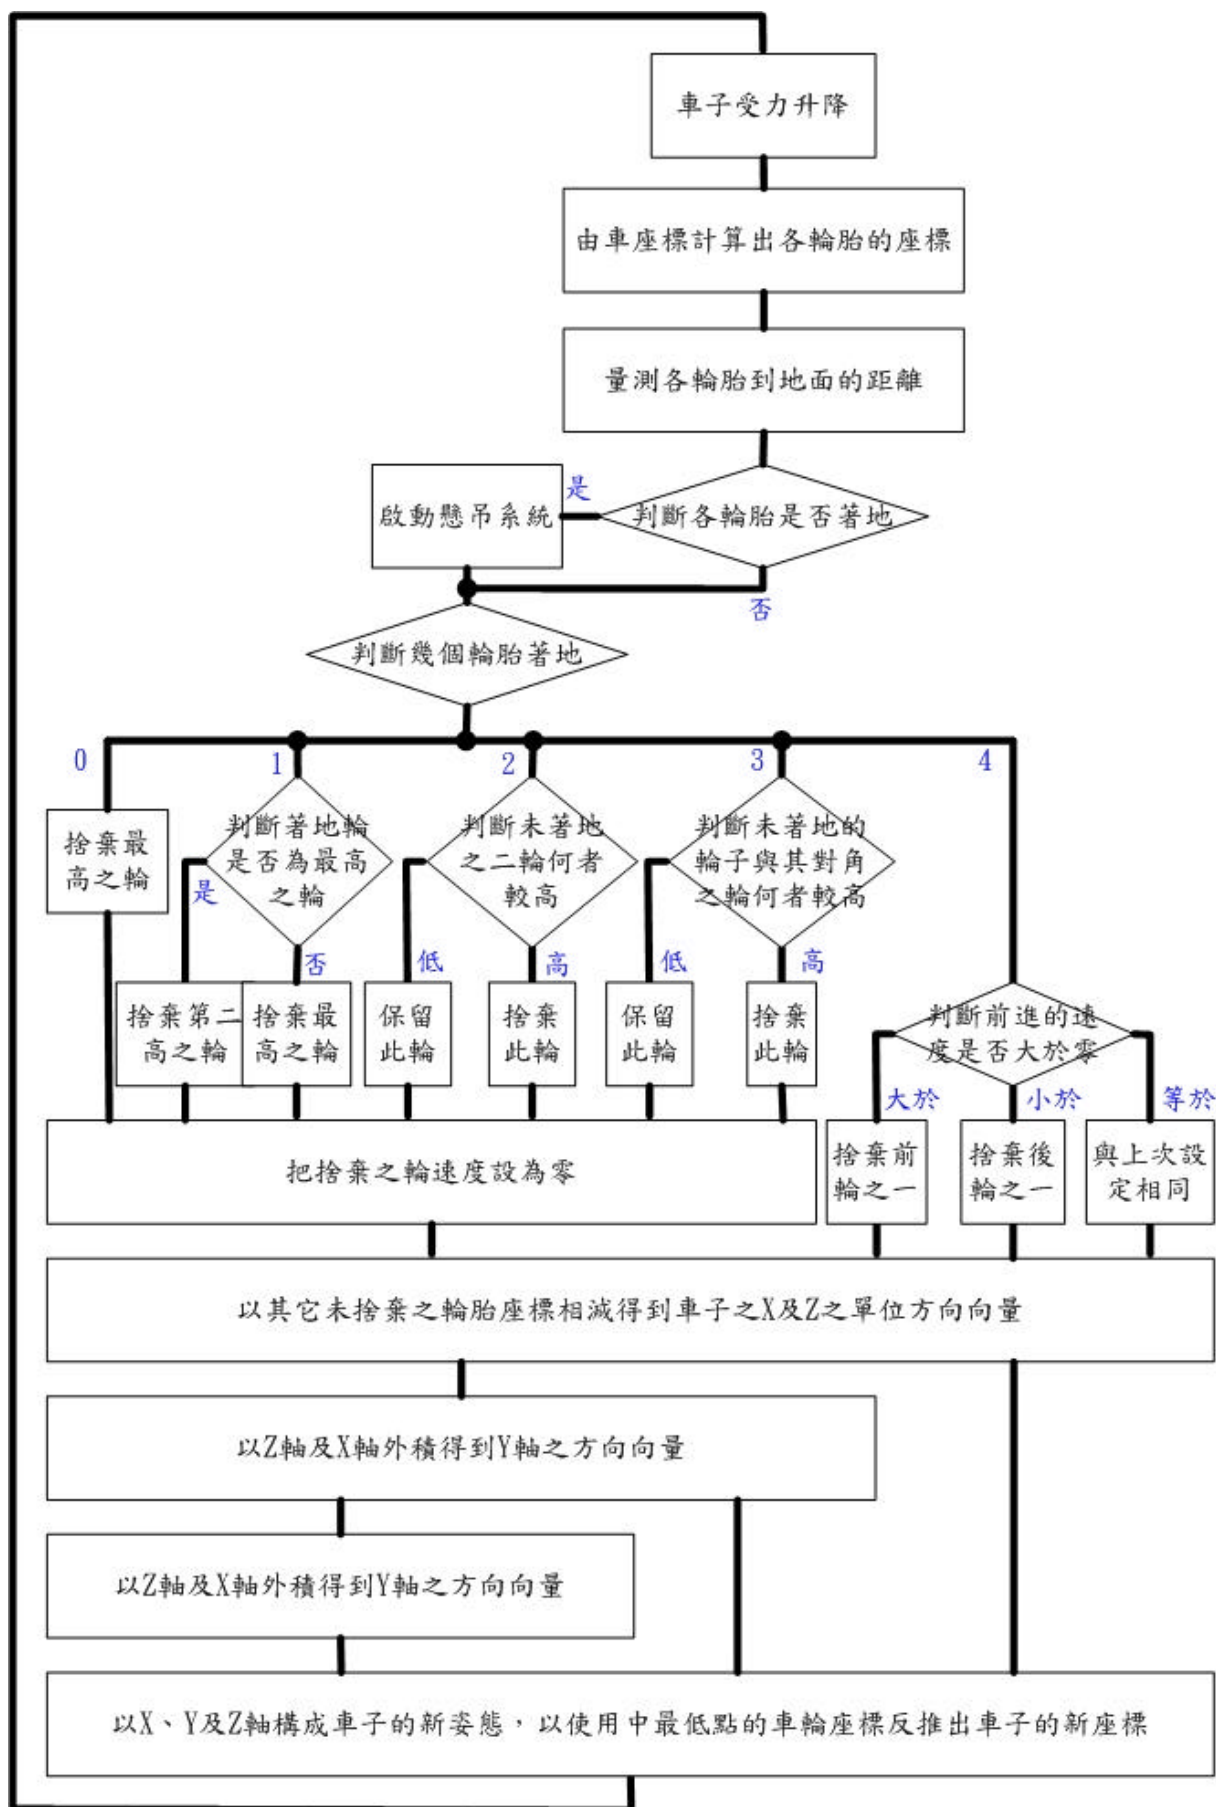 車子受力升降
由車座標計算出各輪胎的座標
量測各輪胎到地面的距離
是
啟動懸吊系統
判斷各輪胎是否著地
否
判斷幾個輪胎著地
0
1
2
3
4
捨棄最
高之輪
判斷著地輪
是否為最高
之輪
判斷未著地
之二輪何者
較高
判斷未著地的
輪子與其對角
之輪何者較高
是
否
低
高
低
高
捨棄第二
高之輪
捨棄最
高之輪
保留
此輪
捨棄
此輪
保留
此輪
捨棄
此輪
判斷前進的速
度是否大於零
大於
小於
等於
把捨棄之輪速度設為零
捨棄前
輪之一
捨棄後
輪之一
與上次設
定相同
以其它未捨棄之輪胎座標相減得到車子之X及Z之單位方向向量
以Z軸及X軸外積得到Y軸之方向向量
以Z軸及X軸外積得到Y軸之方向向量
以X、Y及Z軸構成車子的新姿態，以使用中最低點的車輪座標反推出車子的新座標